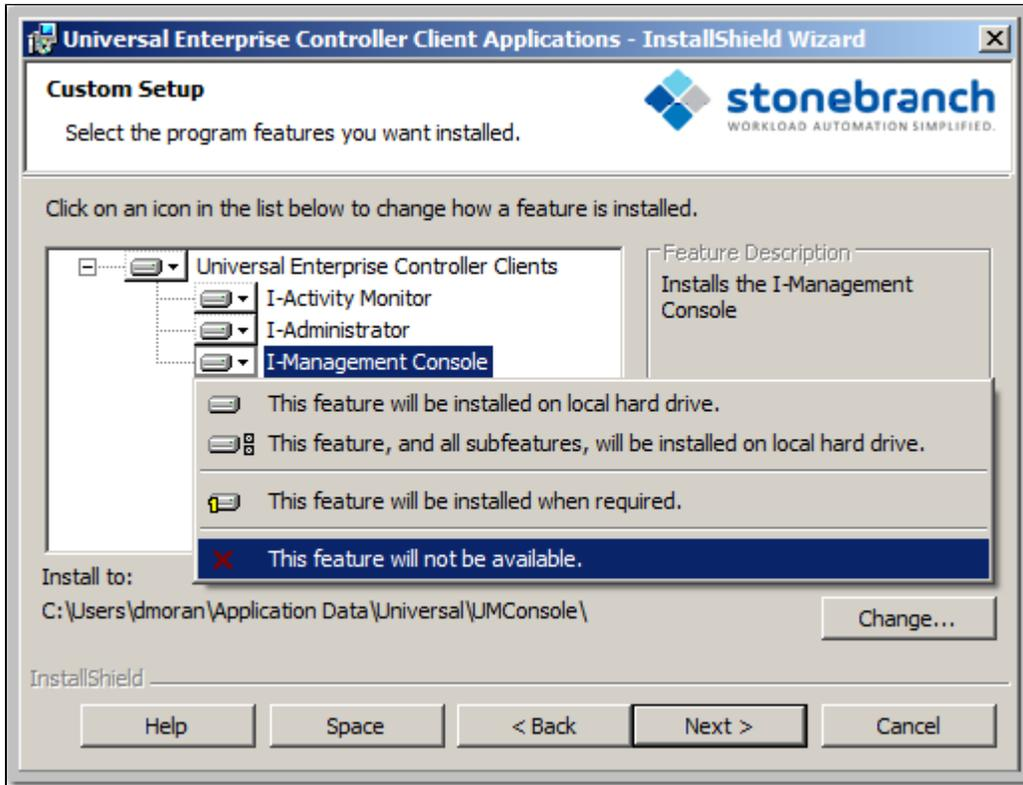 Universal Enterprise Controller Client Applications - InstallShield Wizard
Custom Setup
Select the program features you want installed.
stonebranch
WORKLOAD AUTOMATION SIMPLIFIED.
Click on an icon in the list below to change how a feature is installed.
Universal Enterprise Controller Clients
I-Activity Monitor
I-Administrator
I-Management Console
Feature Description
Installs the I-Management
Console
This feature will be installed on local hard drive.
This feature, and all subfeatures, will be installed on local hard drive.
This feature will be installed when required.
This feature will not be available.
Install to:
C:\Users\dmoran\Application Data\Universal\UMConsole\
Change...
InstallShield
Help
Space
< Back
Next >
Cancel